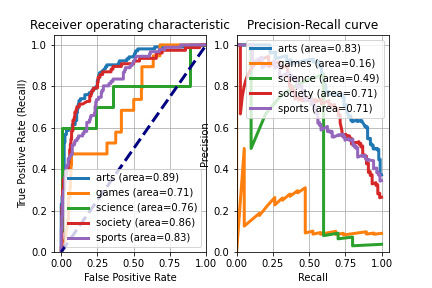 Receiver operating characteristic
True Positive Rate (Recall)
1.0
0.8
0.6
0.4
0.2
0.0
arts (area=0.89)
games (area=0.71)
science (area=0.76)
society (area=0.86)
sports (area=0.83)
0.00 0.25 0.50 0.75 1.00
False Positive Rate
Precision-Recall curve
Precision
1.0
0.8
0.6
0.4
0.2
0.0
arts (area=0.83)
games (area=0.16)
science (area=0.49)
society (area=0.71)
sports (area=0.71)
0.00 0.25 0.50 0.75 1.00
Recall